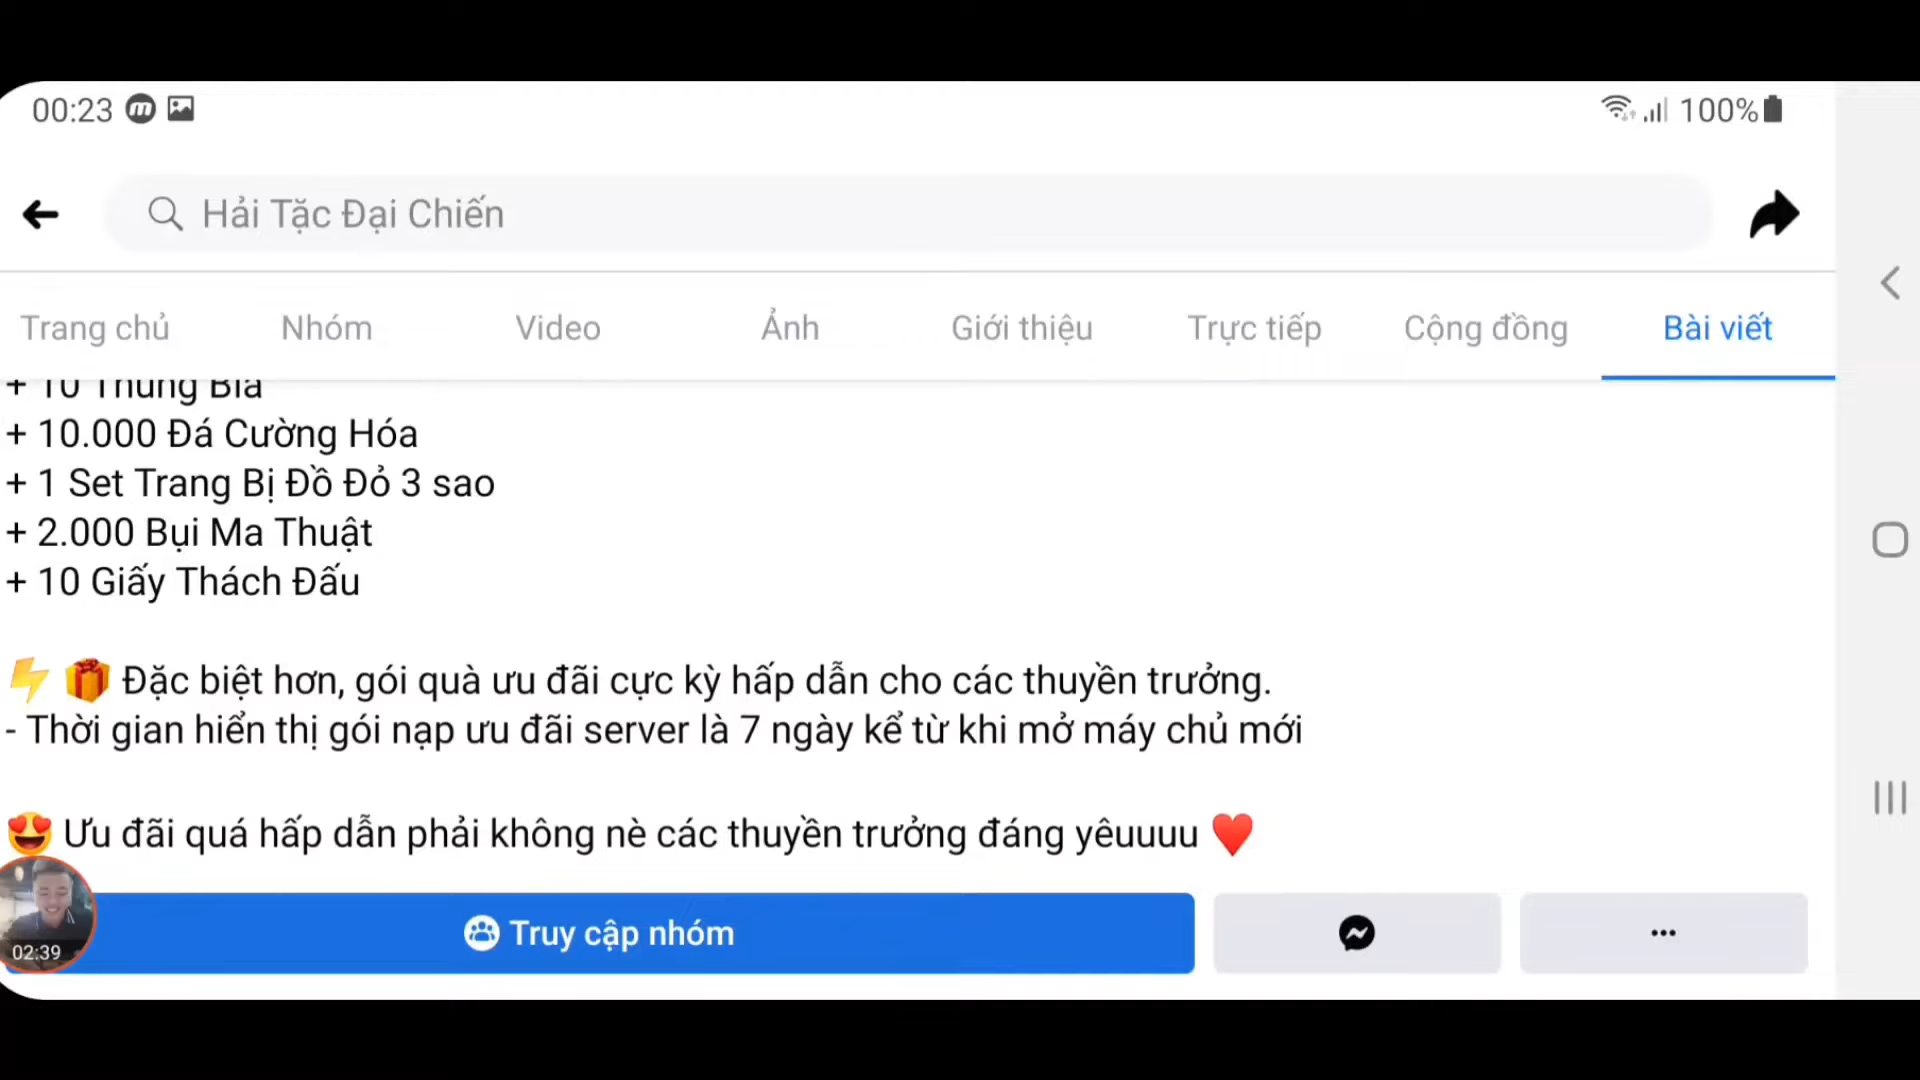 00:23
100%
Hải Tặc Đại Chiến
Trang chủ Nhóm Video Ảnh Giới thiệu Trực tiếp Cộng đồng Bài viết
+ 10 Thùng Bia
+ 10.000 Đá Cường Hóa
+ 1 Set Trang Bị Đồ Đỏ 3 sao
+ 2.000 Bụi Ma Thuật
+ 10 Giấy Thách Đấu
⚡ 🎁 Đặc biệt hơn, gói quà ưu đãi cực kỳ hấp dẫn cho các thuyền trưởng.
- Thời gian hiển thị gói nạp ưu đãi server là 7 ngày kể từ khi mở máy chủ mới
😍 Ưu đãi quá hấp dẫn phải không nè các thuyền trưởng đáng yêuuuu ♥️
02:39
Truy cập nhóm